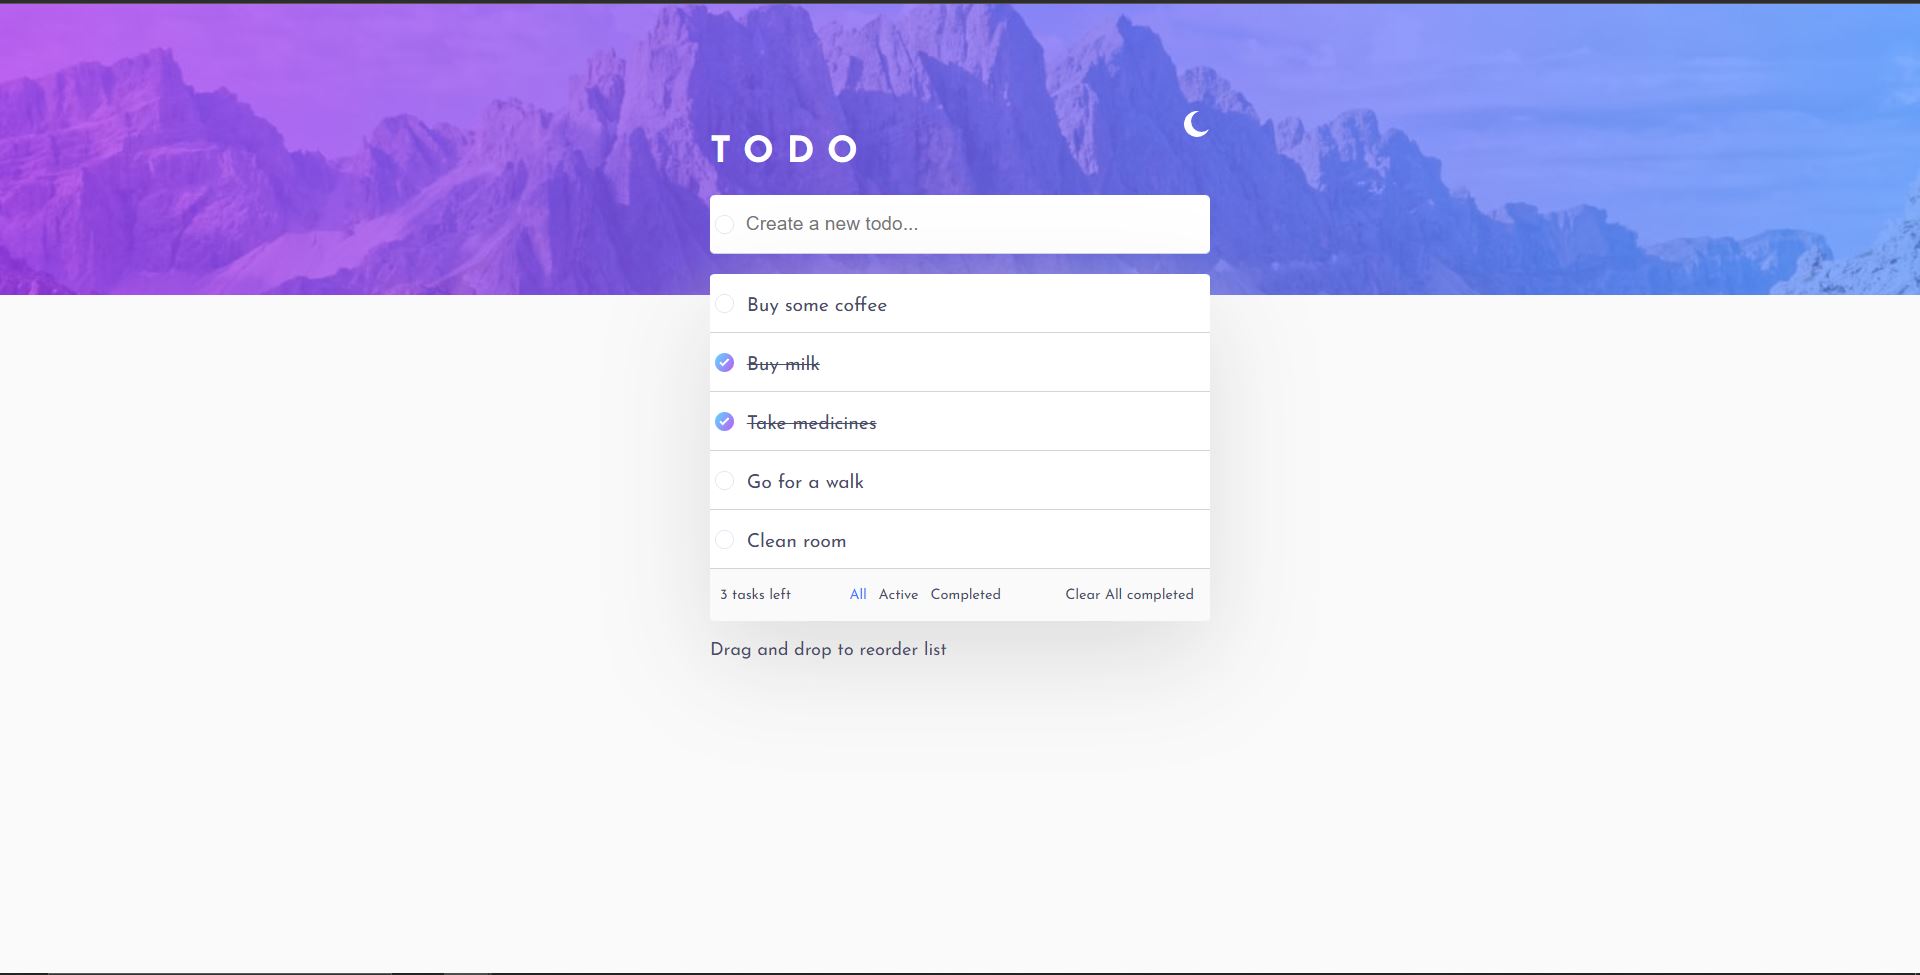 TODO
Create a new todo...
Buy some coffee
Buy milk
Take medicines
Go for a walk
Clean room
3 tasks left All Active Completed Clear All completed
Drag and drop to reorder list